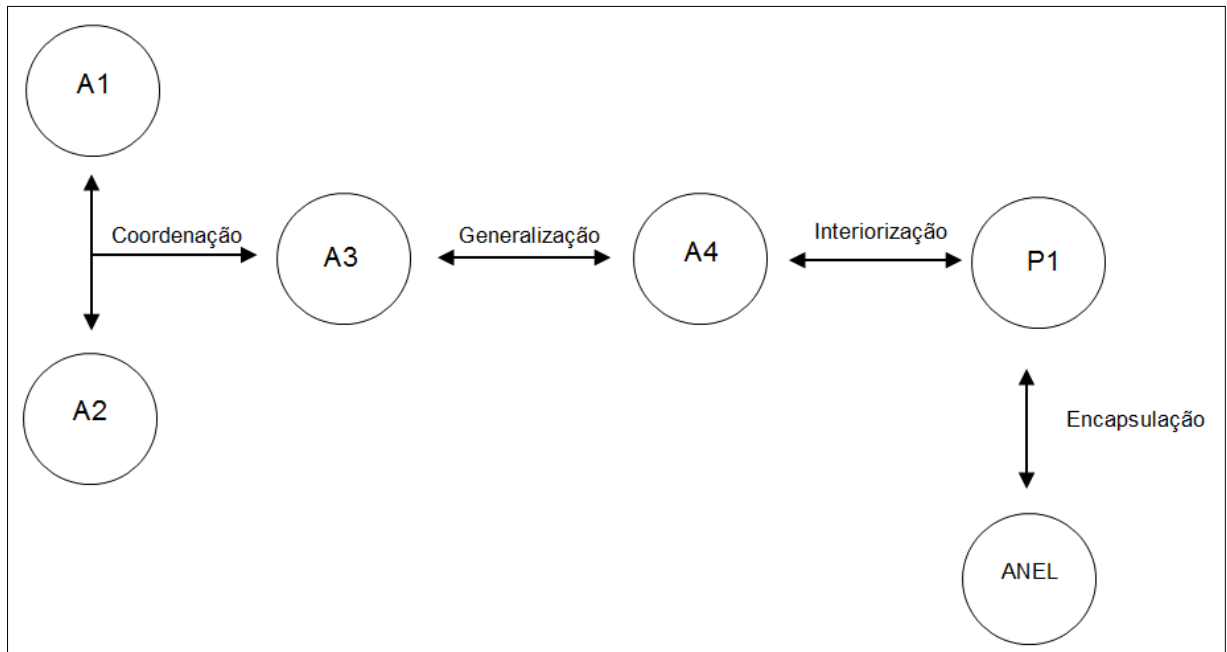 A1
Coordenação
A3
Generalização
A4
Interiorização
P1
A2
Encapsulação
ANEL